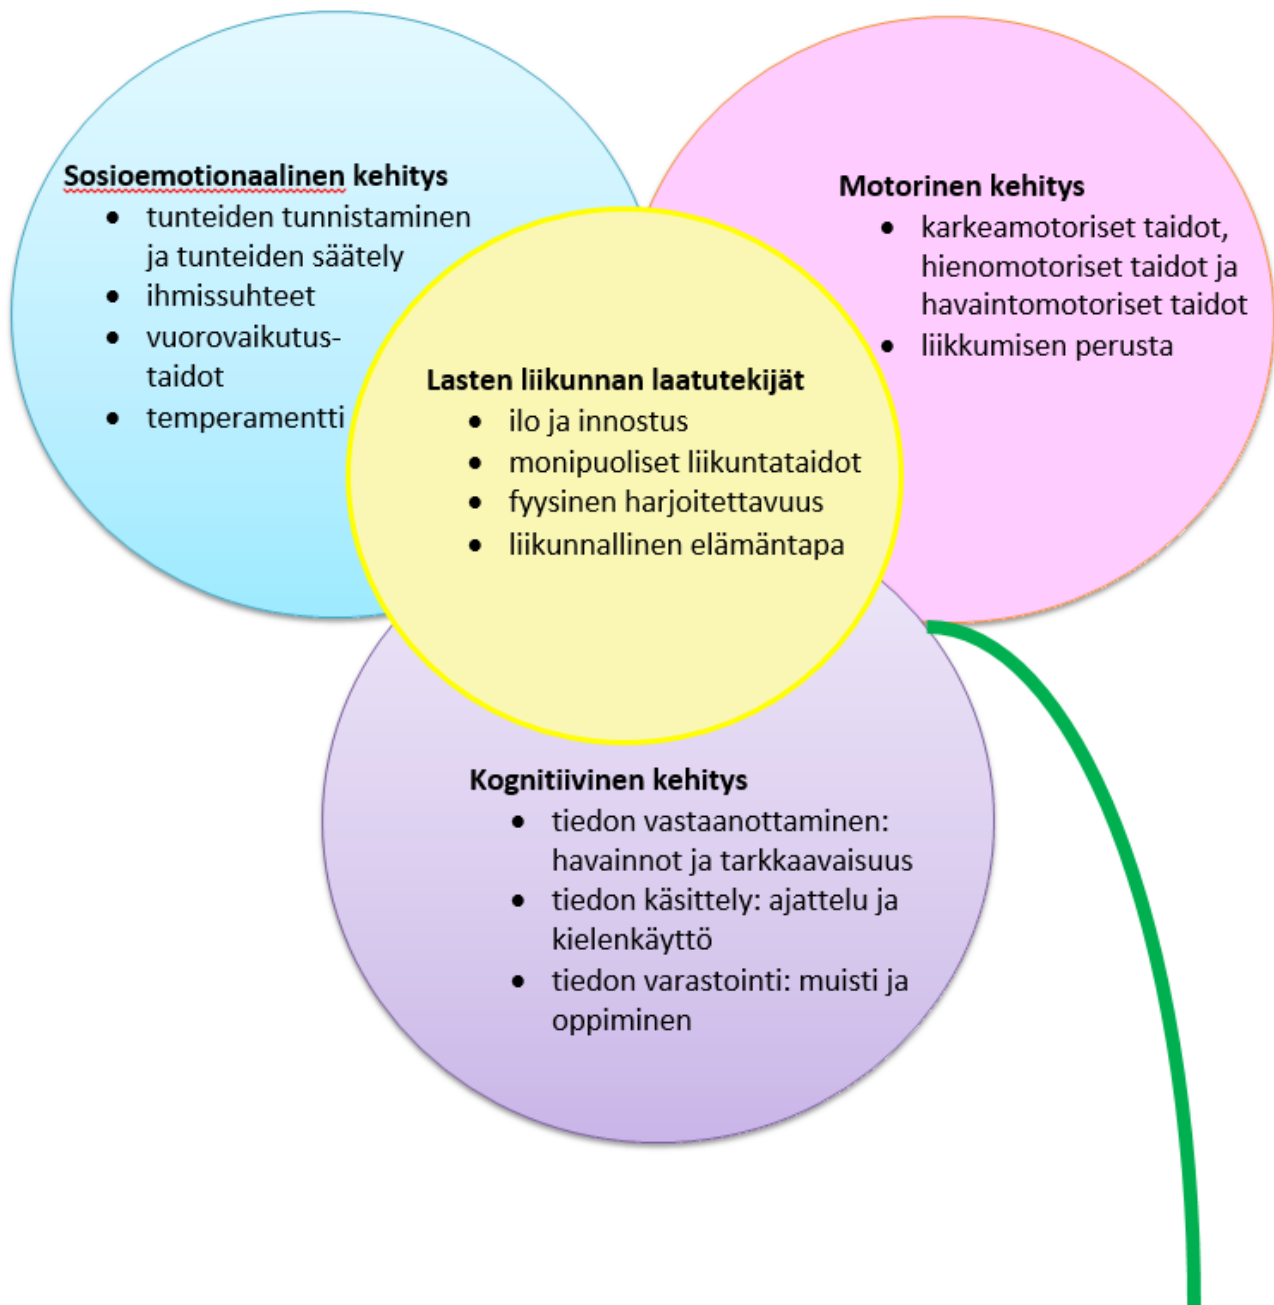 Sosioemotionaalinen kehitys
• tunteiden tunnistaminen
ja tunteiden säätely
• ihmissuhteet
• vuorovaikutus-
taidot
• temperamentti
Motorinen kehitys
• karkeamotoriset taidot,
hienomotoriset taidot ja
havaintomotoriset taidot
• liikkumisen perusta
Lasten liikunnan laatutekijät
• ilo ja innostus
• monipuoliset liikuntataidot
• fyysinen harjoitettavuus
• liikunnallinen elämäntapa
Kognitiivinen kehitys
• tiedon vastaanottaminen:
havainnot ja tarkkaavaisuus
• tiedon käsittely: ajattelu ja
kielenkäyttö
• tiedon varastointi: muisti ja
oppiminen